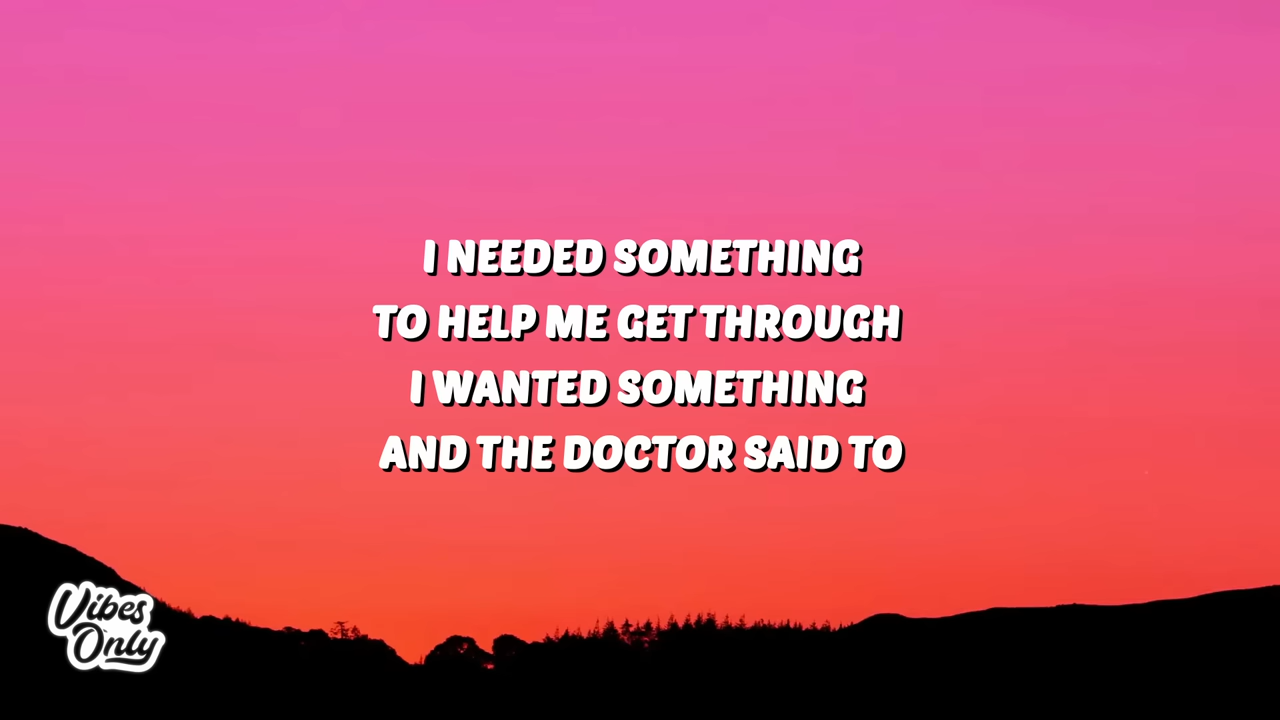 I NEEDED SOMETHING
TO HELP ME GET THROUGH
I WANTED SOMETHING
AND THE DOCTOR SAID TO
Vibes
Only